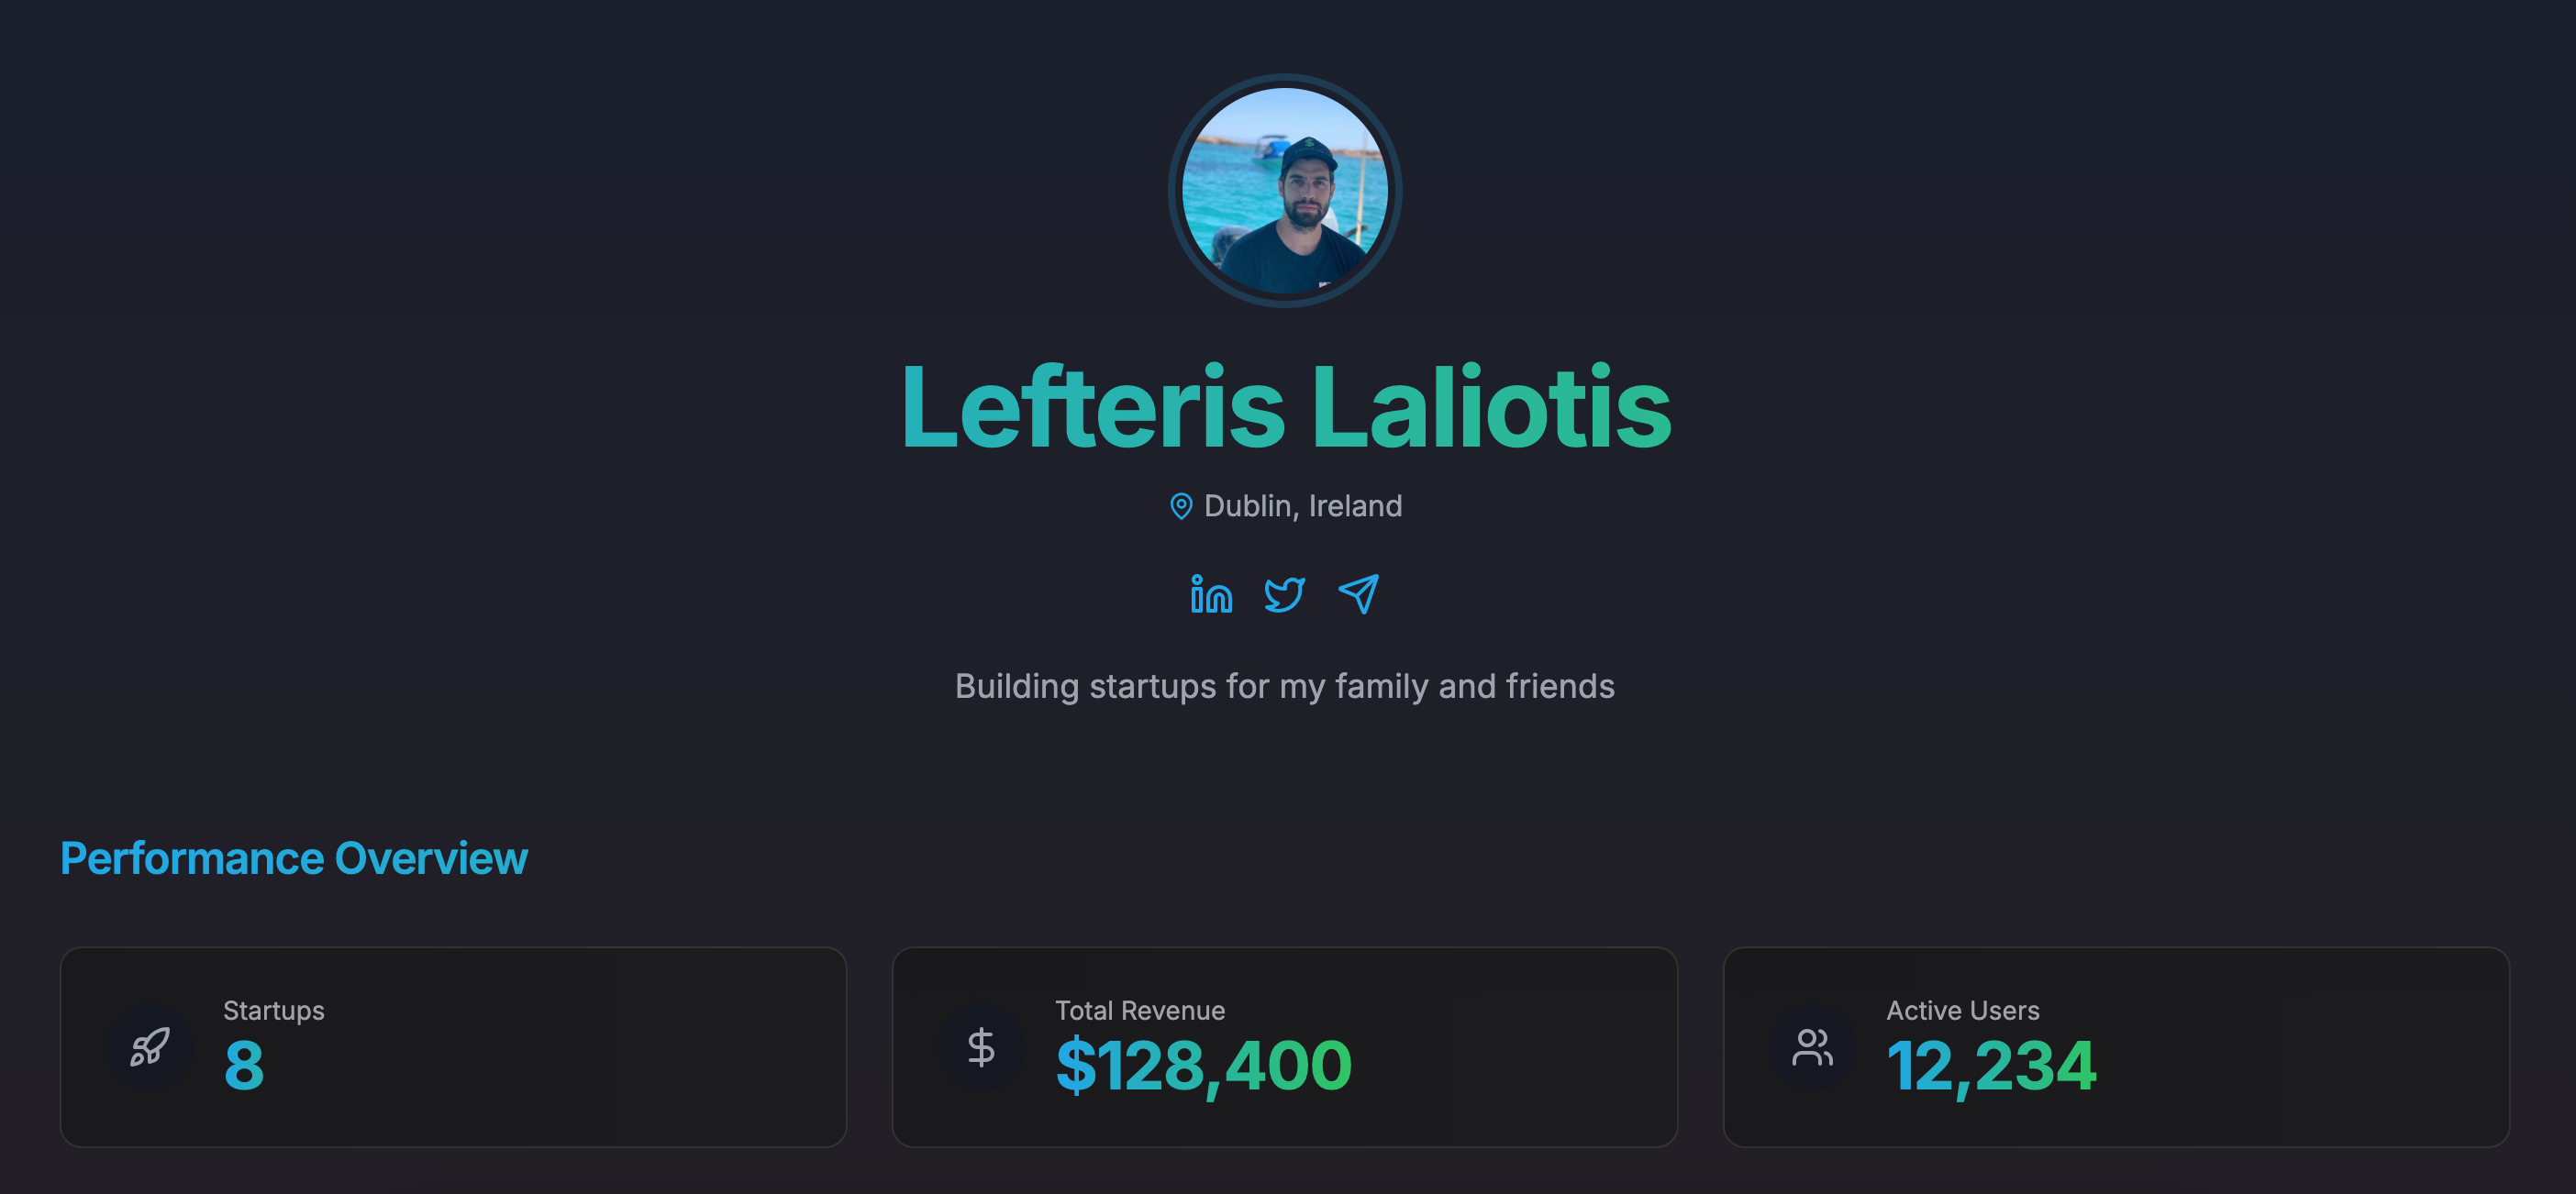 Lefteris Laliotis
Dublin, Ireland
Building startups for my family and friends
Performance Overview
Startups
8
Total Revenue
$128,400
Active Users
12,234